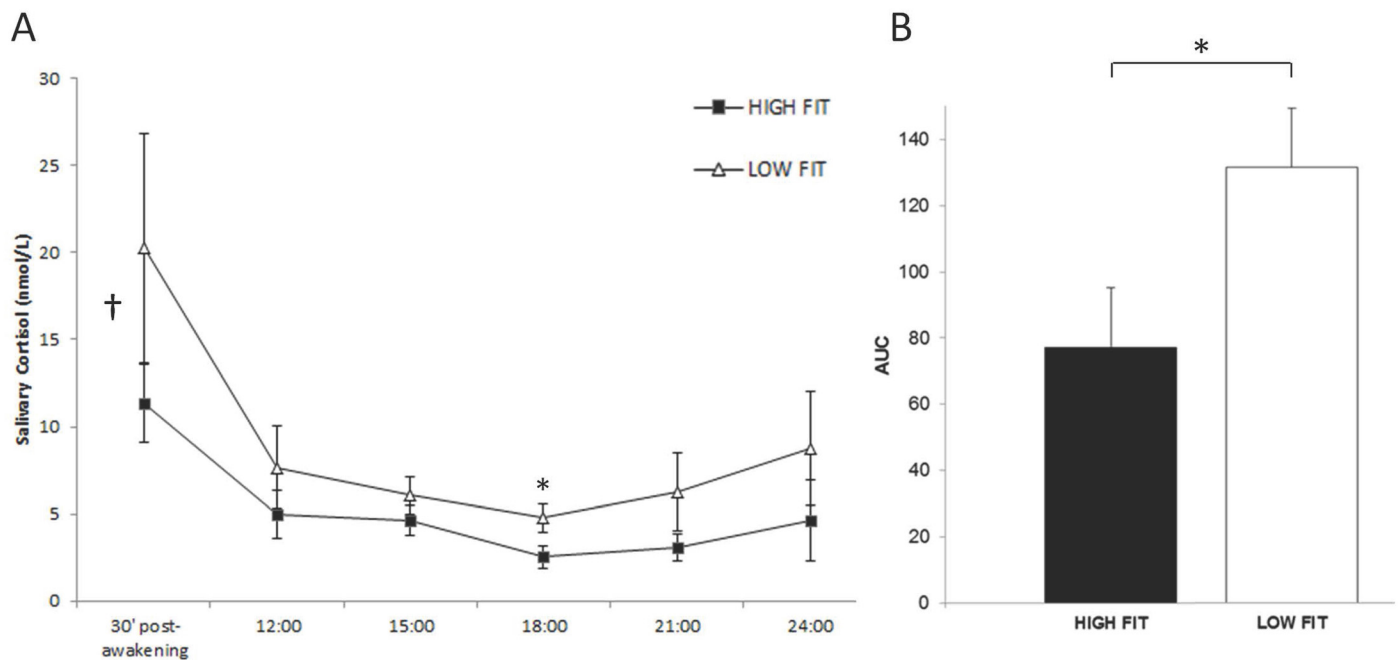 A
B
*
30
25
20
15
10
5
0
Salivary Cortisol (nmol/L)
HIGH FIT
LOW FIT
†
*
30' post-
awakening
12:00
15:00
18:00
21:00
24:00
140
120
100
80
60
40
20
0
AUC
HIGH FIT
LOW FIT